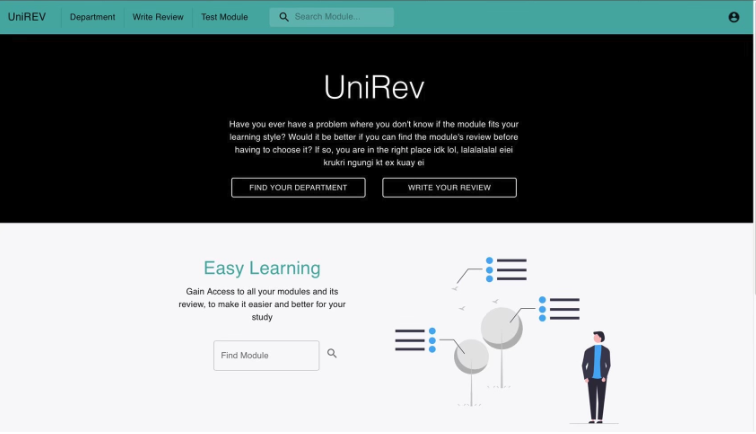 UniREV
Department
Write Review
Test Module
Search Module...
UniRev
Have you ever have a problem where you don't know if the module fits your
learning style? Would it be better if you can find the module's review before
having to choose it? If so, you are in the right place idk lol, lalalalalal eiei
krukri ngungi kt ex kuay ei
FIND YOUR DEPARTMENT
WRITE YOUR REVIEW
Easy Learning
Gain Access to all your modules and its
review, to make it easier and better for your
study
Find Module